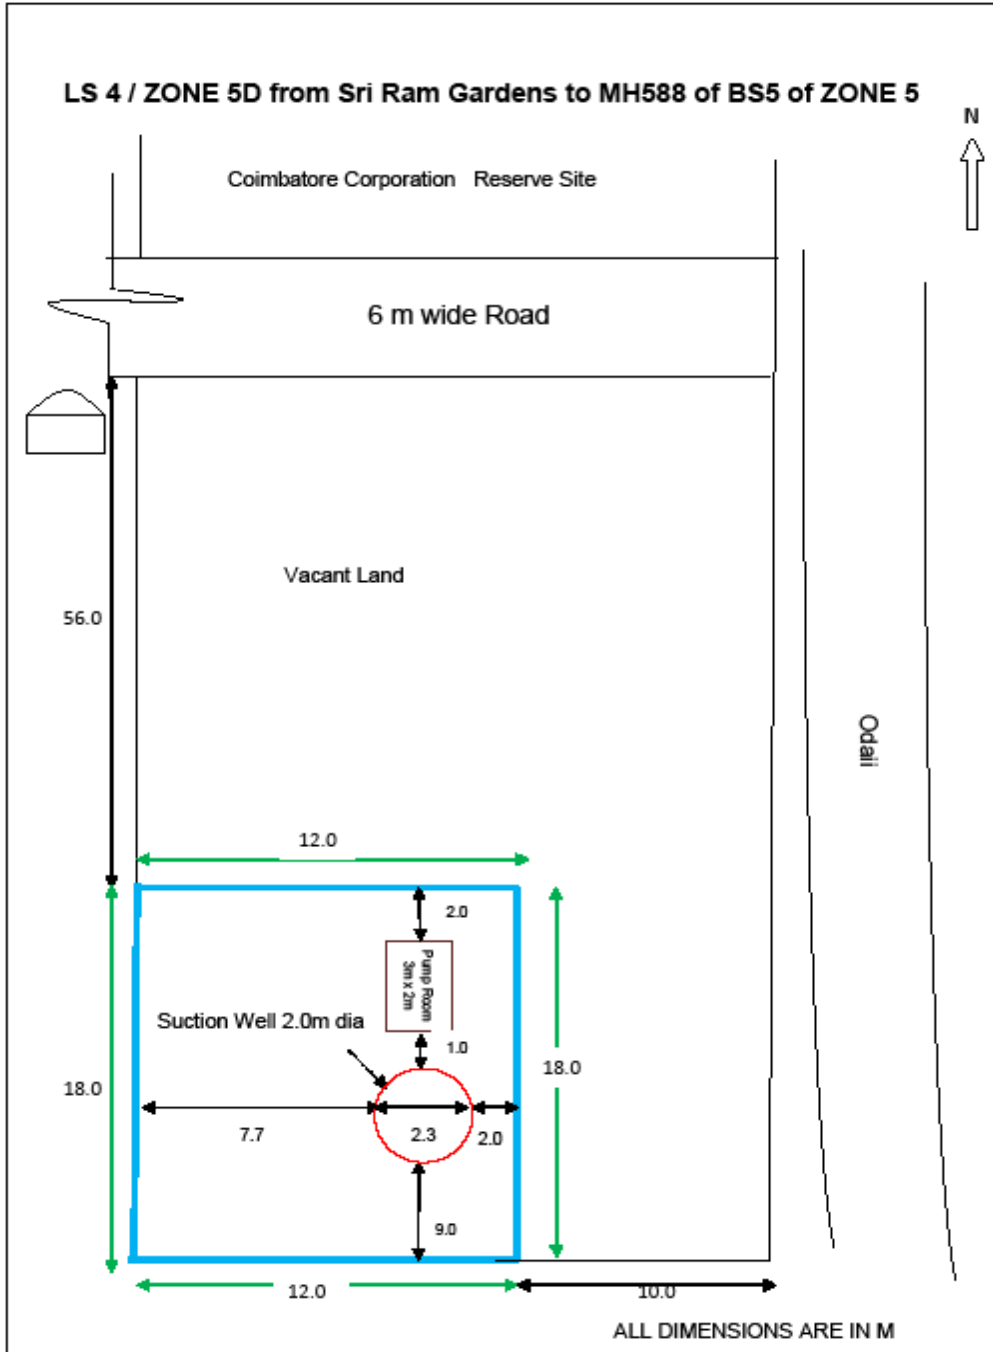 LS 4 / ZONE 5D from Sri Ram Gardens to MH588 of BS5 of ZONE 5
N
Coimbatore Corporation Reserve Site
6 m wide Road
Vacant Land
56.0
Odaii
12.0
2.0
Pump Room
3m x 2m
Suction Well 2.0m dia
1.0
18.0
18.0
7.7
2.3
2.0
9.0
12.0
10.0
ALL DIMENSIONS ARE IN M